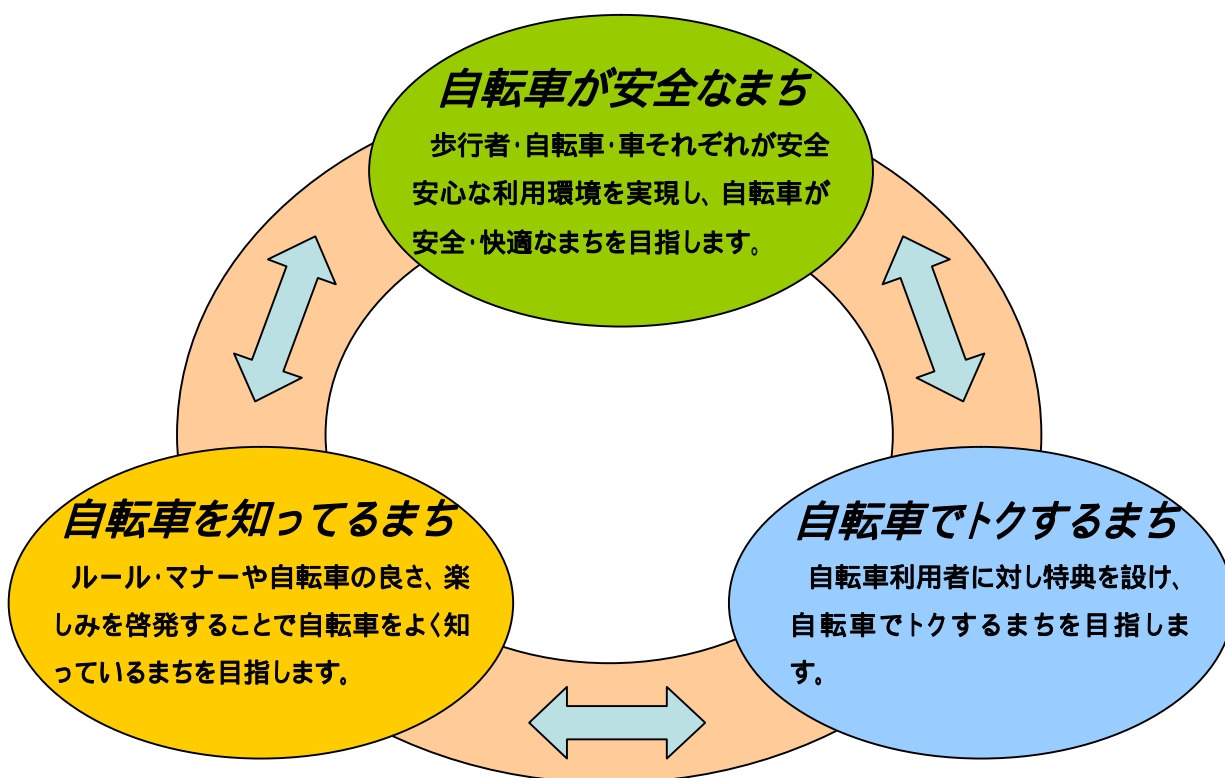 自転車が安全なまち
歩行者・自転車・車それぞれが安全
安心な利用環境を実現し、自転車が
安全・快適なまちを目指します。
自転車を知ってるまち
ルール・マナーや自転車の良さ、楽
しみを啓発することで自転車をよく知
っているまちを目指します。
自転車でトクするまち
自転車利用者に対し特典を設け、
自転車でトクするまちを目指しま
す。